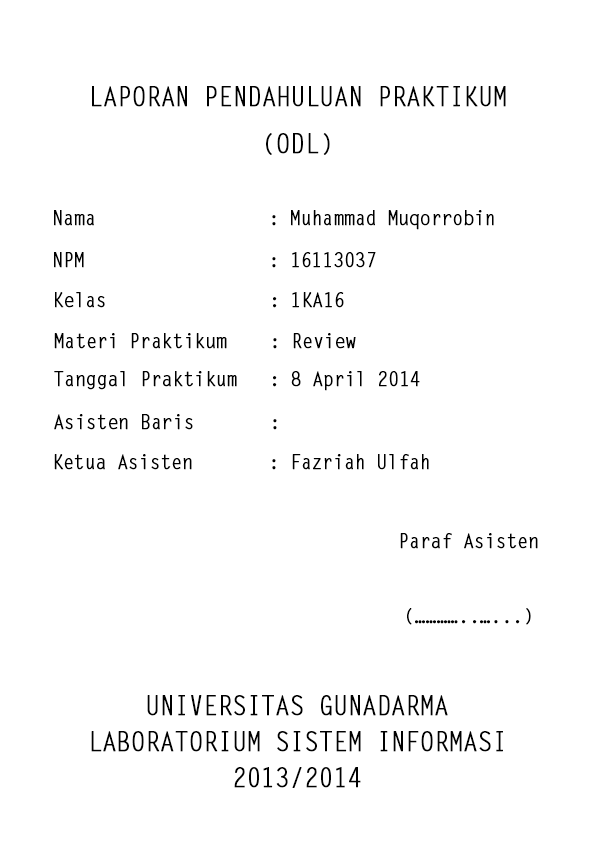 LAPORAN PENDAHULUAN PRAKTIKUM
(ODL)
Nama : Muhammad Muqorrobin
NPM : 16113037
Kelas : 1KA16
Materi Praktikum : Review
Tanggal Praktikum : 8 April 2014
Asisten Baris :
Ketua Asisten : Fazriah Ulfah
Paraf Asisten
(…………..…...)
UNIVERSITAS GUNADARMA
LABORATORIUM SISTEM INFORMASI
2013/2014